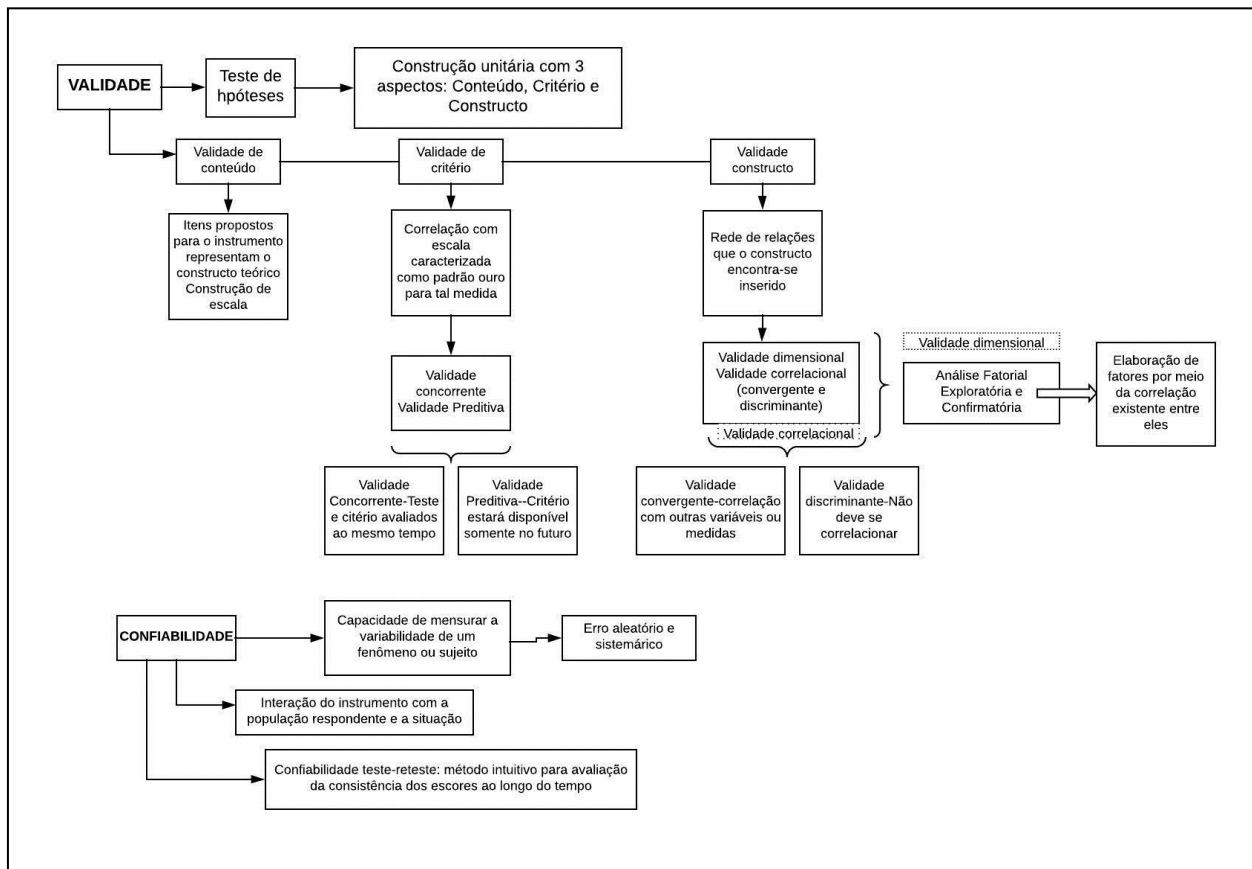 VALIDADE
Teste de
hpóteses
Construção unitária com 3
aspectos: Conteúdo, Critério e
Constructo
Validade de
conteúdo
Validade de
critério
Validade
constructo
Itens propostos
para o instrumento
representam o
constructo teórico
Construção de
escala
Correlação com
escala
caracterizada
como padrão ouro
para tal medida
Rede de relações
que o constructo
encontra-se
inserido
Validade
concorrente
Validade Preditiva
Validade dimensional
Validade correlacional
(convergente e
discriminante)
Validade correlacional
Validade dimensional
Análise Fatorial
Exploratória e
Confirmatória
Elaboração de
fatores por meio
da correlação
existente entre
eles
Validade
Concorrente-Teste
e citério avaliados
ao mesmo tempo
Validade
Preditiva--Critério
estará disponível
somente no futuro
Validade
convergente-correlação
com outras variáveis ou
medidas
Validade
discriminante-Não
deve se
correlacionar
CONFIABILIDADE
Capacidade de mensurar a
variabilidade de um
fenômeno ou sujeito
Erro aleatório e
sistemárico
Interação do instrumento com a
população respondente e a situação
Confiabilidade teste-reteste: método intuitivo para avaliação
da consistência dos escores ao longo do tempo